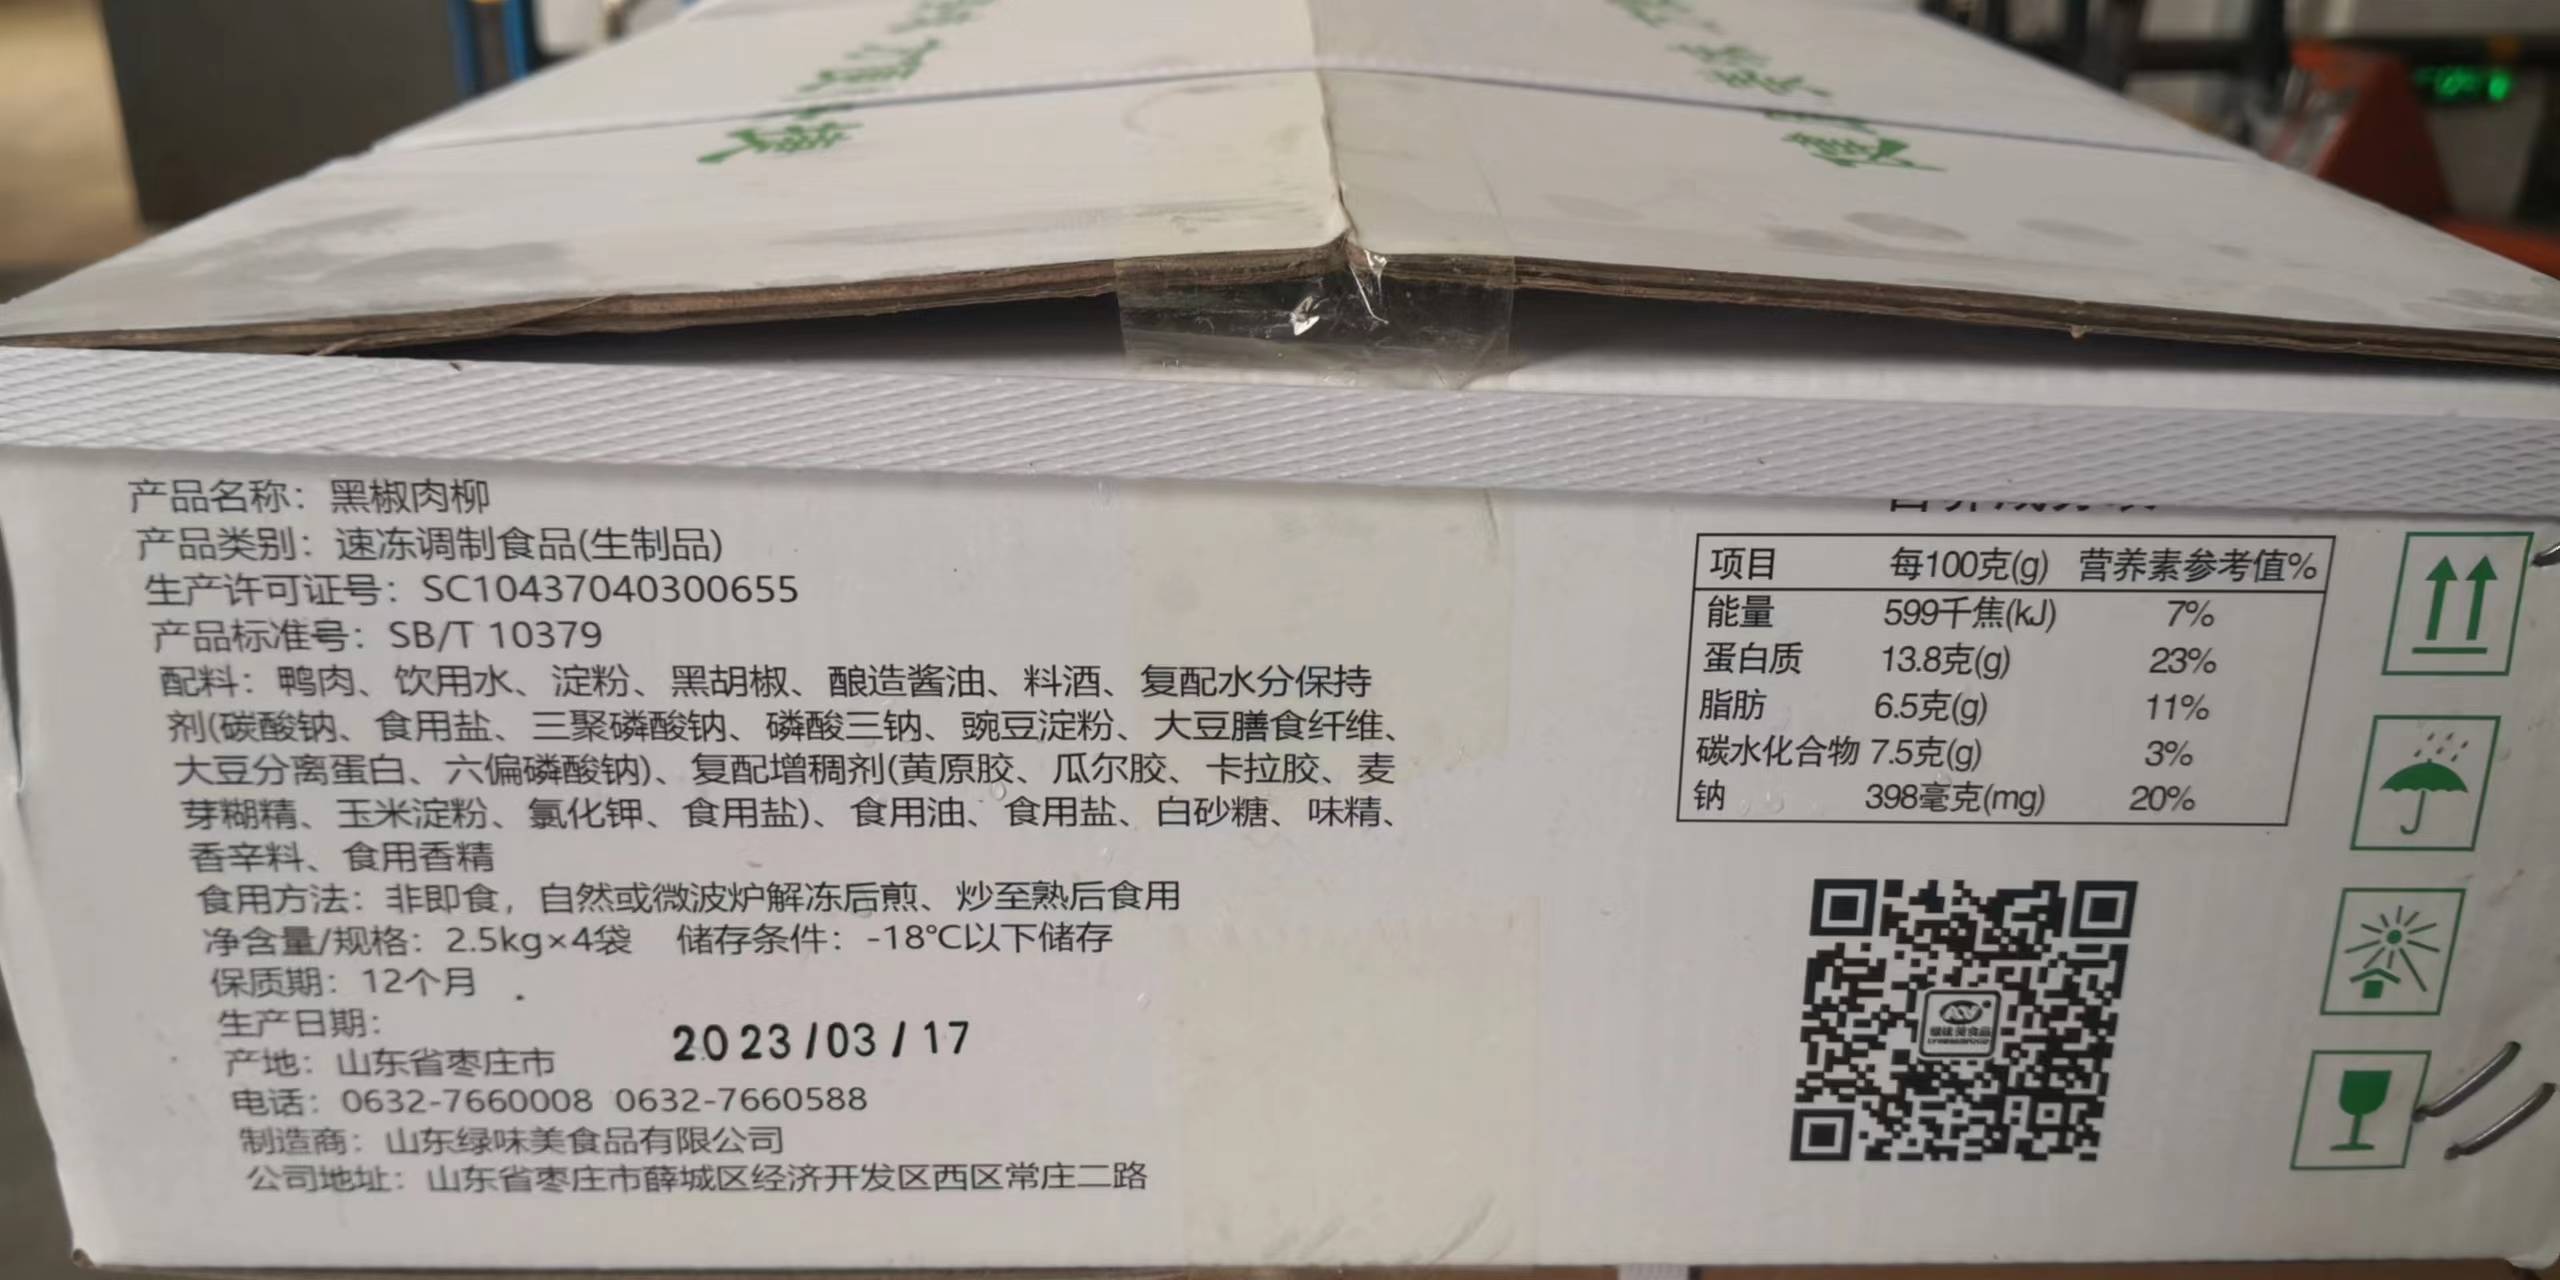 产品名称：黑椒肉柳
产品类别：速冻调制食品(生制品)
生产许可证号：SC10437040300655
产品标准号：SB/T 10379
配料：鸭肉、饮用水、淀粉、黑胡椒、酿造酱油、料酒、复配水分保持
剂(碳酸钠、食用盐、三聚磷酸钠、磷酸三钠、豌豆淀粉、大豆膳食纤维、
大豆分离蛋白、六偏磷酸钠)、复配增稠剂(黄原胶、瓜尔胶、卡拉胶、麦
芽糊精、玉米淀粉、氯化钾、食用盐)、食用油、食用盐、白砂糖、味精、
香辛料、食用香精
食用方法：非即食，自然或微波炉解冻后煎、炒至熟后食用
净含量/规格：2.5kg×4袋 储存条件：-18℃以下储存
保质期：12个月
生产日期：
2023/03/17
产地：山东省枣庄市
电话：0632-7660008 0632-7660588
制造商：山东绿味美食品有限公司
公司地址：山东省枣庄市薛城区经济开发区西区常庄二路
项目 每100克(g) 营养素参考值%
能量 599千焦(kJ) 7%
蛋白质 13.8克(g) 23%
脂肪 6.5克(g) 11%
碳水化合物 7.5克(g) 3%
钠 398毫克(mg) 20%
绿味美食品